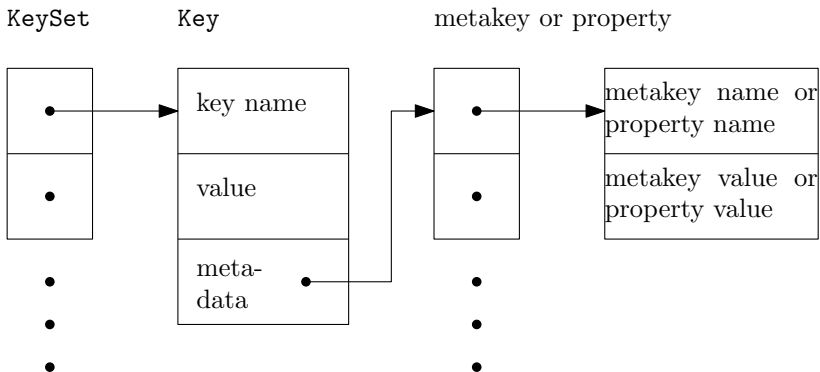 KeySet
Key
metakey or property
key name
value
meta-
data
metakey name or
property name
metakey value or
property value